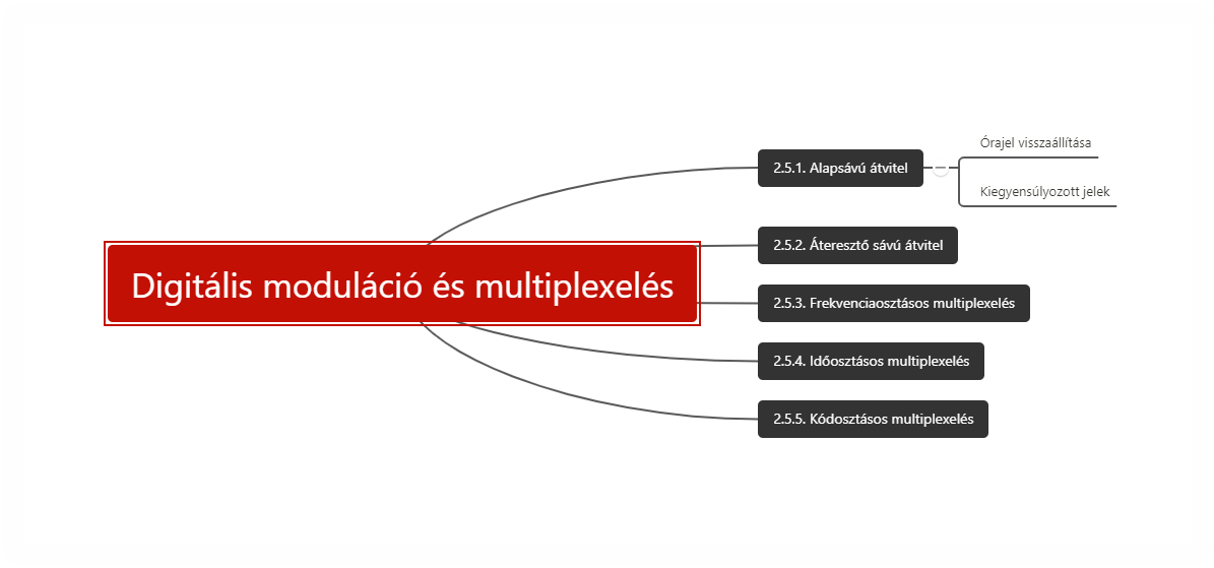 Digitális moduláció és multiplexelés
2.5.1. Alapsávú átvitel
Órajel visszaállítása
Kiegyensúlyozott jelek
2.5.2. Áteresztő sávú átvitel
2.5.3. Frekvenciaosztásos multiplexelés
2.5.4. Időosztásos multiplexelés
2.5.5. Kódosztásos multiplexelés